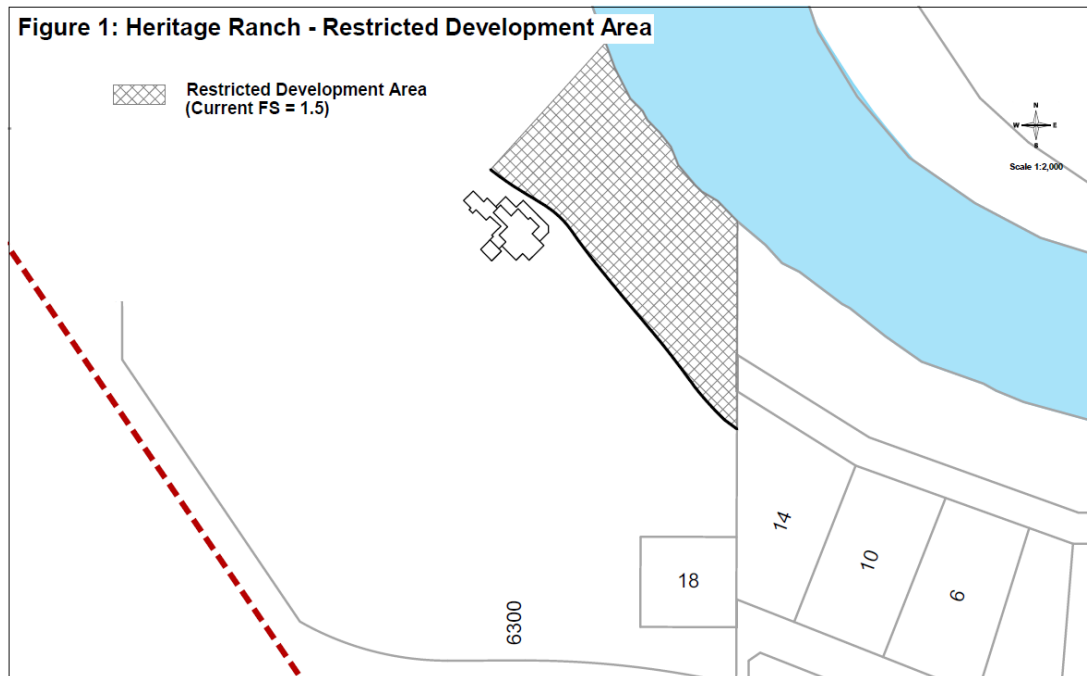 Figure 1: Heritage Ranch - Restricted Development Area
Restricted Development Area
(Current FS = 1.5)
N
W E
S
Scale 1:2,000
14
10
6
18
6300